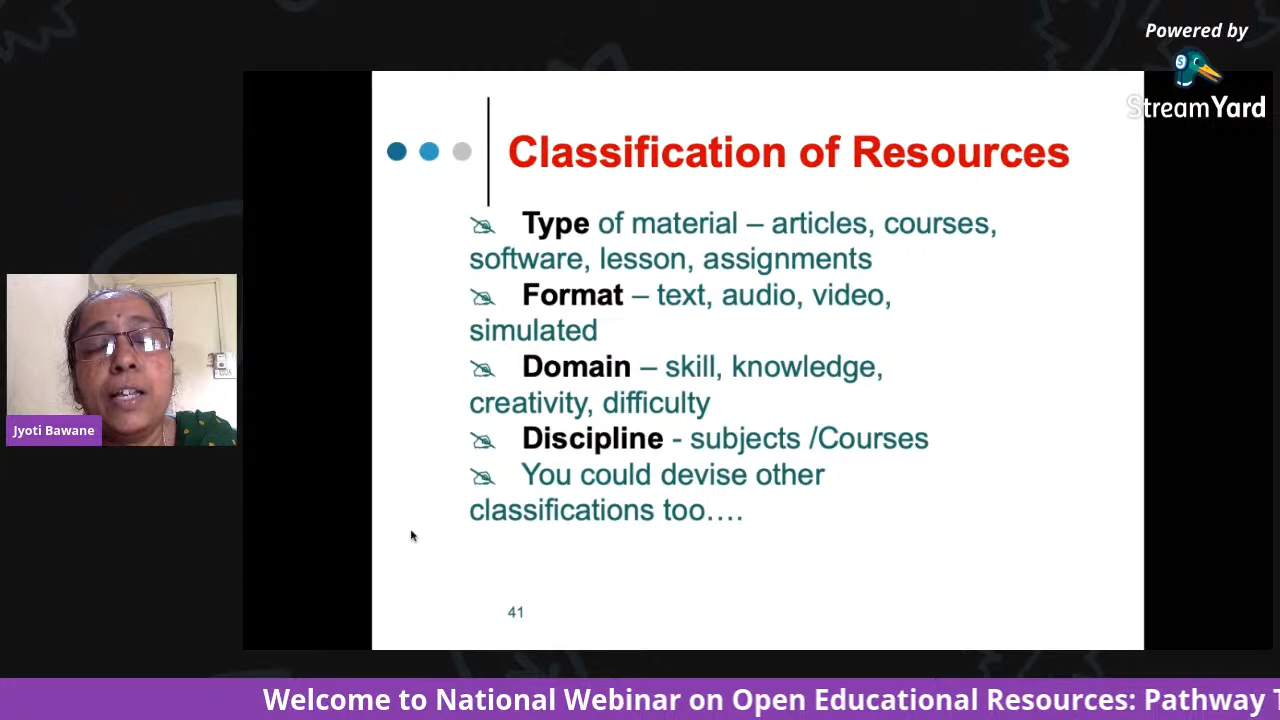 Powered by
StreamYard
Classification of Resources
Type of material – articles, courses,
software, lesson, assignments
Format – text, audio, video,
simulated
Domain – skill, knowledge,
creativity, difficulty
Discipline - subjects /Courses
You could devise other
classifications too….
41
Jyoti Bawane
Welcome to National Webinar on Open Educational Resources: Pathway T